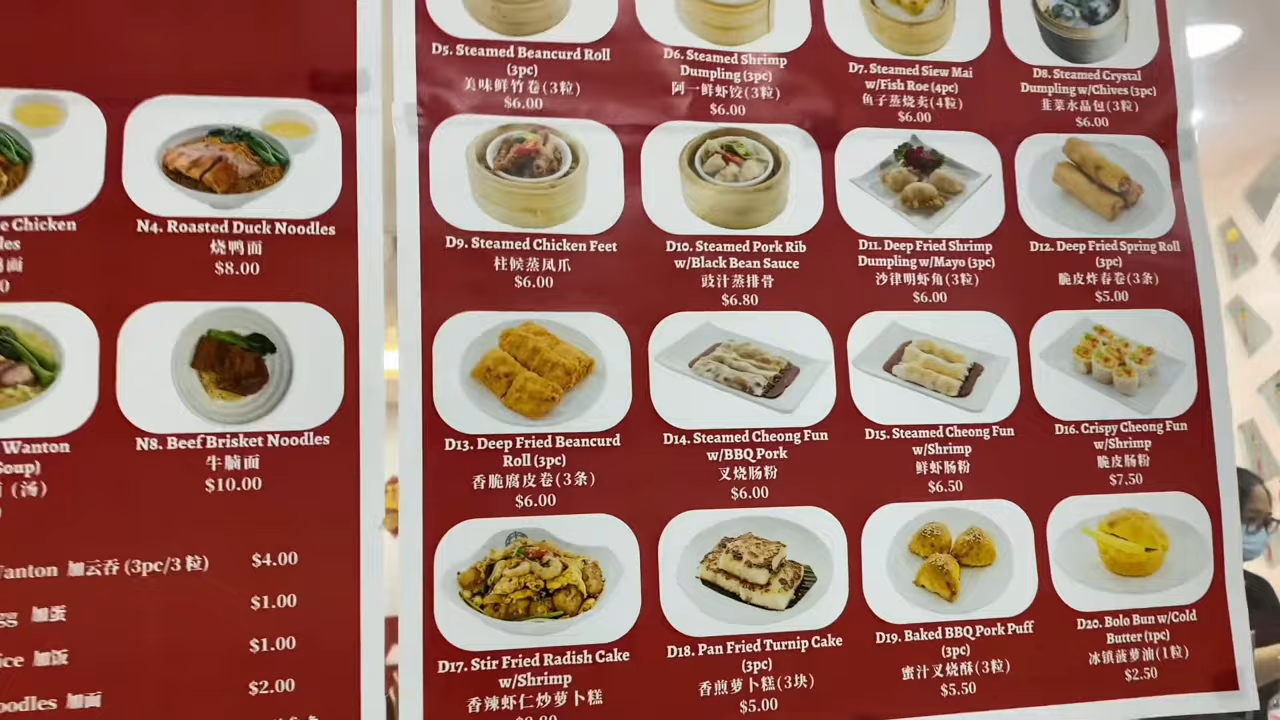 e Chicken
les
面
0
N4. Roasted Duck Noodles
烧鸭面
$8.00
Wanton
Soup)
(汤)
N8. Beef Brisket Noodles
牛腩面
$10.00
Wanton 加云吞 (3pc/3 粒) $4.00
gg 加蛋 $1.00
ice 加饭 $1.00
oodles 加面 $2.00
D5. Steamed Beancurd Roll
(3pc)
美味鲜竹卷(3粒)
$6.00
D6. Steamed Shrimp
Dumpling (3pc)
阿一鲜虾饺(3粒)
$6.00
D7. Steamed Siew Mai
w/Fish Roe (4pc)
鱼子蒸烧卖(4粒)
$6.00
D8. Steamed Crystal
Dumpling w/Chives (3pc)
韭菜水晶包(3粒)
$6.00
D9. Steamed Chicken Feet
柱候蒸凤爪
$6.00
D10. Steamed Pork Rib
w/Black Bean Sauce
豉汁蒸排骨
$6.80
D11. Deep Fried Shrimp
Dumpling w/Mayo (3pc)
沙律明虾角(3粒)
$6.00
D12. Deep Fried Spring Roll
(3pc)
脆皮炸春卷(3条)
$5.00
D13. Deep Fried Beancurd
Roll (3pc)
香脆腐皮卷(3条)
$6.00
D14. Steamed Cheong Fun
w/BBQ Pork
叉烧肠粉
$6.00
D15. Steamed Cheong Fun
w/Shrimp
鲜虾肠粉
$6.50
D16. Crispy Cheong Fun
w/Shrimp
脆皮肠粉
$7.50
D17. Stir Fried Radish Cake
w/Shrimp
香辣虾仁炒萝卜糕
D18. Pan Fried Turnip Cake
(3pc)
香煎萝卜糕(3块)
$5.00
D19. Baked BBQ Pork Puff
(3pc)
蜜汁叉烧酥(3粒)
$5.50
D20. Bolo Bun w/Cold
Butter (1pc)
冰镇菠萝油(1粒)
$2.50